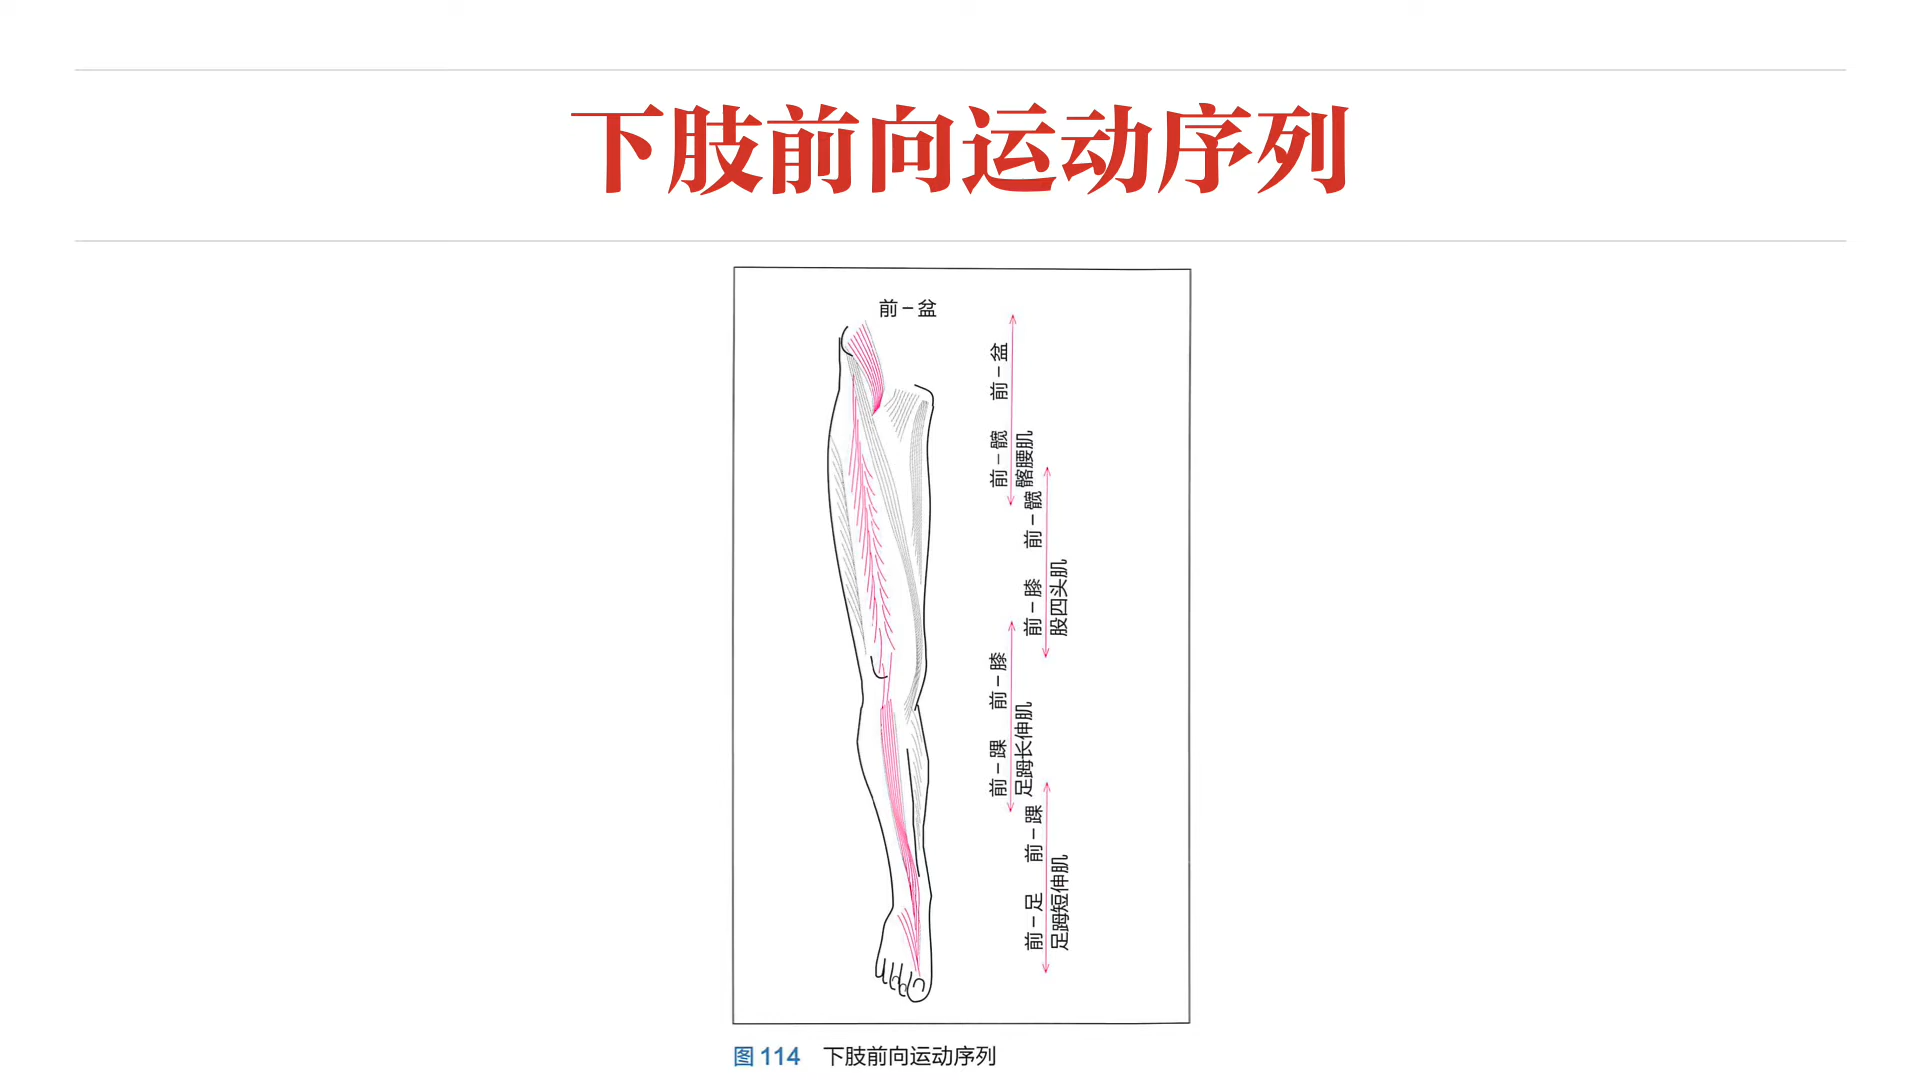 下肢前向运动序列
前－盆
前－髋 前－盆
髂腰肌
前－膝 前－髋
股四头肌
前－踝 前－膝
足踇长伸肌
前－足 前－踝
足踇短伸肌
图 114 下肢前向运动序列